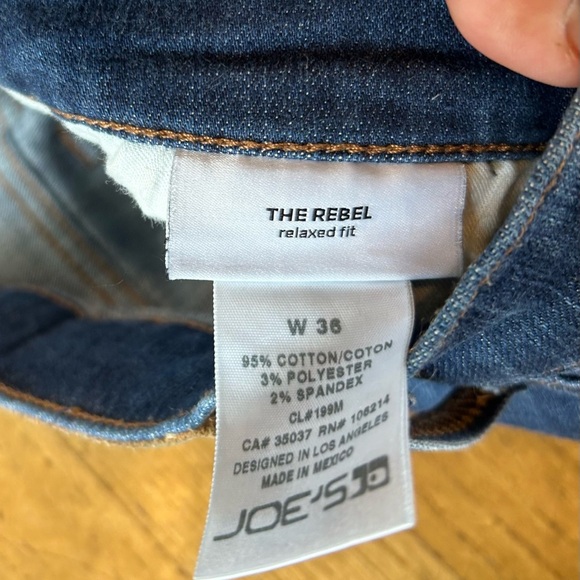 THE REBEL
relaxed fit
W 36
95% COTTON/COTON
3% POLYESTER
2% SPANDEX
CL#199M
CA# 35037 RN# 106214
DESIGNED IN LOS ANGELES
MADE IN MEXICO
JOE'S